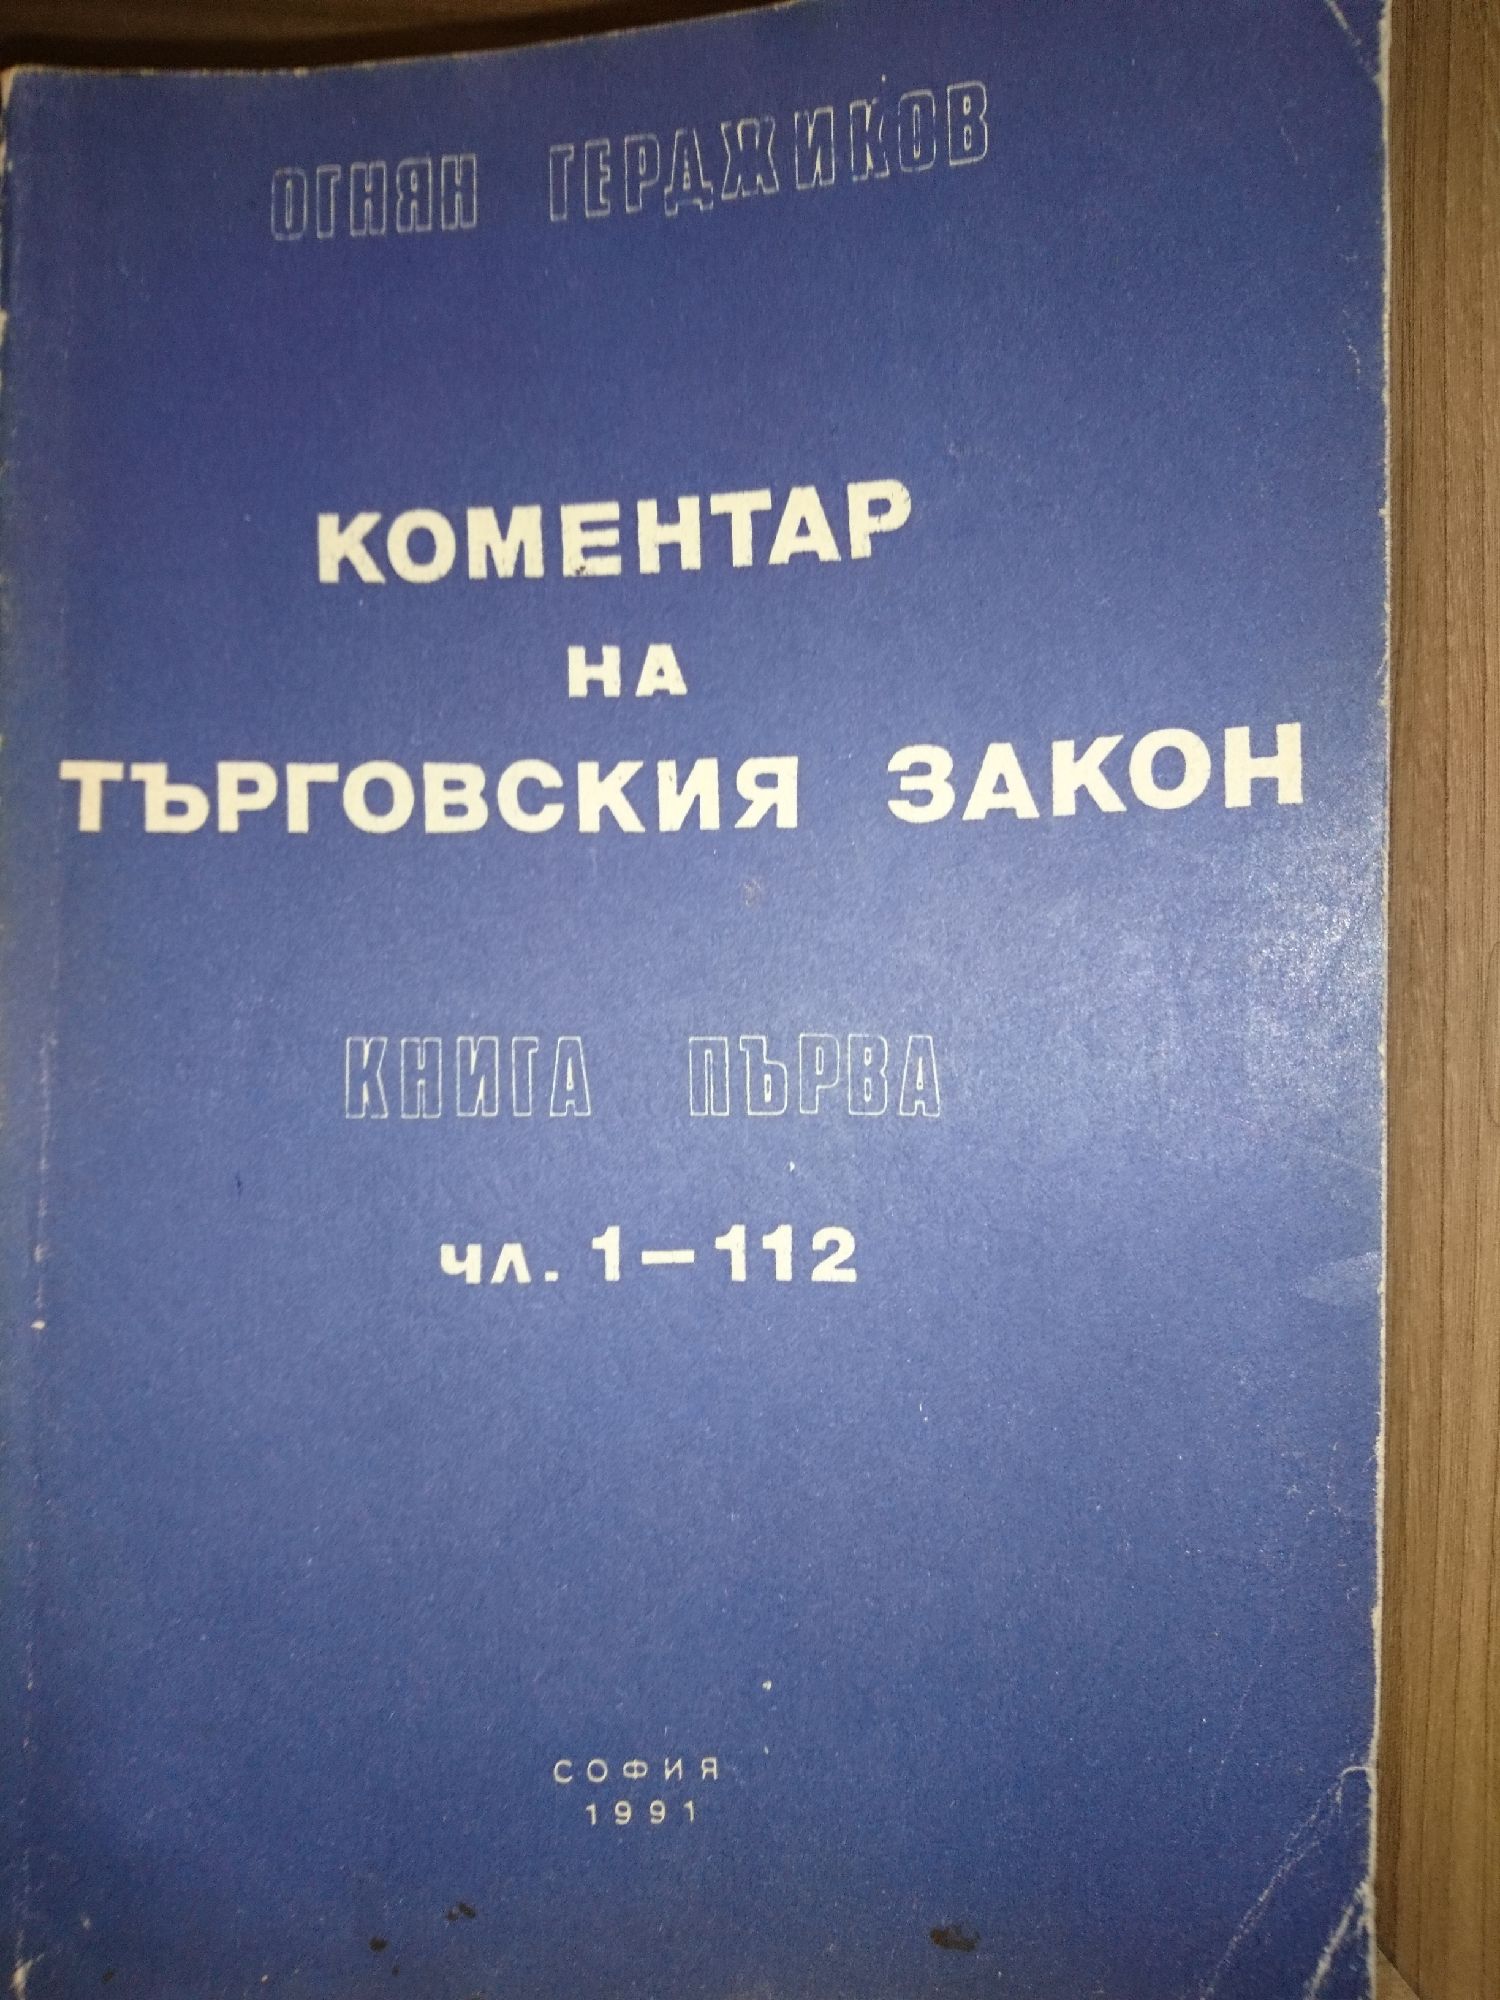 ОГНЯН ГЕРДЖИКОВ
КОМЕНТАР
НА
ТЪРГОВСКИЯ ЗАКОН
КНИГА ПЪРВА
чл. 1–112
СОФИЯ
1991